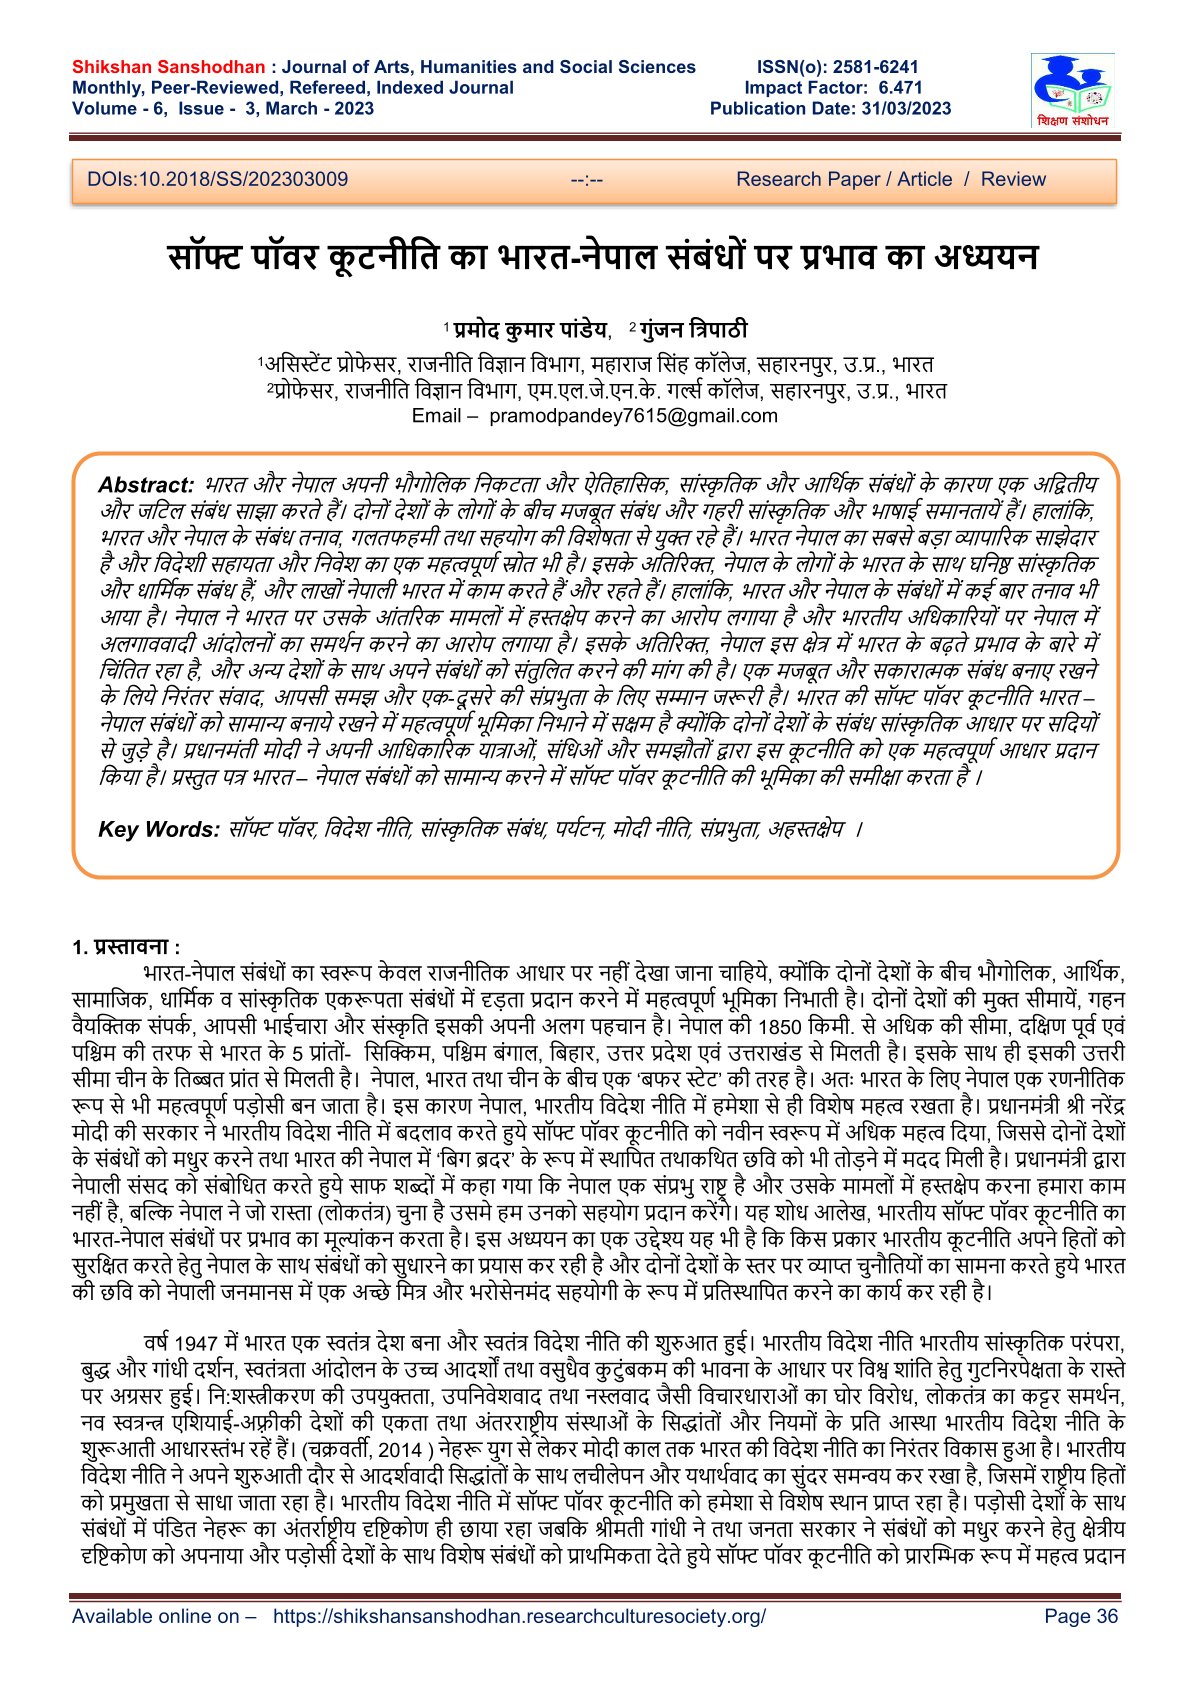 Shikshan Sanshodhan : Journal of Arts, Humanities and Social Sciences ISSN(o): 2581-6241
Monthly, Peer-Reviewed, Refereed, Indexed Journal Impact Factor: 6.471
Volume - 6, Issue - 3, March - 2023 Publication Date: 31/03/2023
शिक्षण संशोधन
DOIs:10.2018/SS/202303009 --:-- Research Paper / Article / Review
सॉफ्ट पॉवर कूटनीति का भारत-नेपाल संबंधों पर प्रभाव का अध्ययन
1 प्रमोद कुमार पांडेय, 2 गुंजन त्रिपाठी
1असिस्टेंट प्रोफेसर, राजनीति विज्ञान विभाग, महाराज सिंह कॉलेज, सहारनपुर, उ.प्र., भारत
2प्रोफेसर, राजनीति विज्ञान विभाग, एम.एल.जे.एन.के. गर्ल्स कॉलेज, सहारनपुर, उ.प्र., भारत
Email – pramodpandey7615@gmail.com
Abstract: भारत और नेपाल अपनी भौगोलिक निकटता और ऐतिहासिक, सांस्कृतिक और आर्थिक संबंधों के कारण एक अद्वितीय
और जटिल संबंध साझा करते हैं। दोनों देशों के लोगों के बीच मजबूत संबंध और गहरी सांस्कृतिक और भाषाई समानतायें हैं। हालांकि,
भारत और नेपाल के संबंध तनाव, गलतफहमी तथा सहयोग की विशेषता से युक्त रहे हैं। भारत नेपाल का सबसे बड़ा व्यापारिक साझेदार
है और विदेशी सहायता और निवेश का एक महत्वपूर्ण स्रोत भी है। इसके अतिरिक्त, नेपाल के लोगों के भारत के साथ घनिष्ठ सांस्कृतिक
और धार्मिक संबंध हैं, और लाखों नेपाली भारत में काम करते हैं और रहते हैं। हालांकि, भारत और नेपाल के संबंधों में कई बार तनाव भी
आया है। नेपाल ने भारत पर उसके आंतरिक मामलों में हस्तक्षेप करने का आरोप लगाया है और भारतीय अधिकारियों पर नेपाल में
अलगाववादी आंदोलनों का समर्थन करने का आरोप लगाया है। इसके अतिरिक्त, नेपाल इस क्षेत्र में भारत के बढ़ते प्रभाव के बारे में
चिंतित रहा है, और अन्य देशों के साथ अपने संबंधों को संतुलित करने की मांग की है। एक मजबूत और सकारात्मक संबंध बनाए रखने
के लिये निरंतर संवाद, आपसी समझ और एक-दूसरे की संप्रभुता के लिए सम्मान जरूरी है। भारत की सॉफ्ट पॉवर कूटनीति भारत –
नेपाल संबंधों को सामान्य बनाये रखने में महत्वपूर्ण भूमिका निभाने में सक्षम है क्योंकि दोनों देशों के संबंध सांस्कृतिक आधार पर सदियों
से जुड़े है। प्रधानमंती मोदी ने अपनी आधिकारिक यात्राओं, संधिओं और समझौतों द्वारा इस कूटनीति को एक महत्वपूर्ण आधार प्रदान
किया है। प्रस्तुत पत्र भारत – नेपाल संबंधों को सामान्य करने में सॉफ्ट पॉवर कूटनीति की भूमिका की समीक्षा करता है ।
Key Words: सॉफ्ट पॉवर, विदेश नीति, सांस्कृतिक संबंध, पर्यटन, मोदी नीति, संप्रभुता, अहस्तक्षेप ।
1. प्रस्तावना :
भारत-नेपाल संबंधों का स्वरूप केवल राजनीतिक आधार पर नहीं देखा जाना चाहिये, क्योंकि दोनों देशों के बीच भौगोलिक, आर्थिक,
सामाजिक, धार्मिक व सांस्कृतिक एकरूपता संबंधों में दृड़ता प्रदान करने में महत्वपूर्ण भूमिका निभाती है। दोनों देशों की मुक्त सीमायें, गहन
वैयक्तिक संपर्क, आपसी भाईचारा और संस्कृति इसकी अपनी अलग पहचान है। नेपाल की 1850 किमी. से अधिक की सीमा, दक्षिण पूर्व एवं
पश्चिम की तरफ से भारत के 5 प्रांतों- सिक्किम, पश्चिम बंगाल, बिहार, उत्तर प्रदेश एवं उत्तराखंड से मिलती है। इसके साथ ही इसकी उत्तरी
सीमा चीन के तिब्बत प्रांत से मिलती है। नेपाल, भारत तथा चीन के बीच एक ‘बफर स्टेट’ की तरह है। अतः भारत के लिए नेपाल एक रणनीतिक
रूप से भी महत्वपूर्ण पड़ोसी बन जाता है। इस कारण नेपाल, भारतीय विदेश नीति में हमेशा से ही विशेष महत्व रखता है। प्रधानमंत्री श्री नरेंद्र
मोदी की सरकार ने भारतीय विदेश नीति में बदलाव करते हुये सॉफ्ट पॉवर कूटनीति को नवीन स्वरूप में अधिक महत्व दिया, जिससे दोनों देशों
के संबंधों को मधुर करने तथा भारत की नेपाल में ‘बिग ब्रदर’ के रूप में स्थापित तथाकथित छवि को भी तोड़ने में मदद मिली है। प्रधानमंत्री द्वारा
नेपाली संसद को संबोधित करते हुये साफ शब्दों में कहा गया कि नेपाल एक संप्रभु राष्ट्र है और उसके मामलों में हस्तक्षेप करना हमारा काम
नहीं है, बल्कि नेपाल ने जो रास्ता (लोकतंत्र) चुना है उसमे हम उनको सहयोग प्रदान करेंगे। यह शोध आलेख, भारतीय सॉफ्ट पॉवर कूटनीति का
भारत-नेपाल संबंधों पर प्रभाव का मूल्यांकन करता है। इस अध्ययन का एक उद्देश्य यह भी है कि किस प्रकार भारतीय कूटनीति अपने हितों को
सुरक्षित करते हेतु नेपाल के साथ संबंधों को सुधारने का प्रयास कर रही है और दोनों देशों के स्तर पर व्याप्त चुनौतियों का सामना करते हुये भारत
की छवि को नेपाली जनमानस में एक अच्छे मित्र और भरोसेनमंद सहयोगी के रूप में प्रतिस्थापित करने का कार्य कर रही है।
वर्ष 1947 में भारत एक स्वतंत्र देश बना और स्वतंत्र विदेश नीति की शुरुआत हुई। भारतीय विदेश नीति भारतीय सांस्कृतिक परंपरा,
बुद्ध और गांधी दर्शन, स्वतंत्रता आंदोलन के उच्च आदर्शों तथा वसुधैव कुटुंबकम की भावना के आधार पर विश्व शांति हेतु गुटनिरपेक्षता के रास्ते
पर अग्रसर हुई। नि:शस्त्रीकरण की उपयुक्तता, उपनिवेशवाद तथा नस्लवाद जैसी विचारधाराओं का घोर विरोध, लोकतंत्र का कट्टर समर्थन,
नव स्वत्रन्त्र एशियाई-अफ़्रीकी देशों की एकता तथा अंतरराष्ट्रीय संस्थाओं के सिद्धांतों और नियमों के प्रति आस्था भारतीय विदेश नीति के
शुरूआती आधारस्तंभ रहें हैं। (चक्रवर्ती, 2014 ) नेहरू युग से लेकर मोदी काल तक भारत की विदेश नीति का निरंतर विकास हुआ है। भारतीय
विदेश नीति ने अपने शुरुआती दौर से आदर्शवादी सिद्धांतों के साथ लचीलेपन और यथार्थवाद का सुंदर समन्वय कर रखा है, जिसमें राष्ट्रीय हितों
को प्रमुखता से साधा जाता रहा है। भारतीय विदेश नीति में सॉफ्ट पॉवर कूटनीति को हमेशा से विशेष स्थान प्राप्त रहा है। पड़ोसी देशों के साथ
संबंधों में पंडित नेहरू का अंतर्राष्ट्रीय दृष्टिकोण ही छाया रहा जबकि श्रीमती गांधी ने तथा जनता सरकार ने संबंधों को मधुर करने हेतु क्षेत्रीय
दृष्टिकोण को अपनाया और पड़ोसी देशों के साथ विशेष संबंधों को प्राथमिकता देते हुये सॉफ्ट पॉवर कूटनीति को प्रारम्भिक रूप में महत्व प्रदान
Available online on – https://shikshansanshodhan.researchculturesociety.org/ Page 36